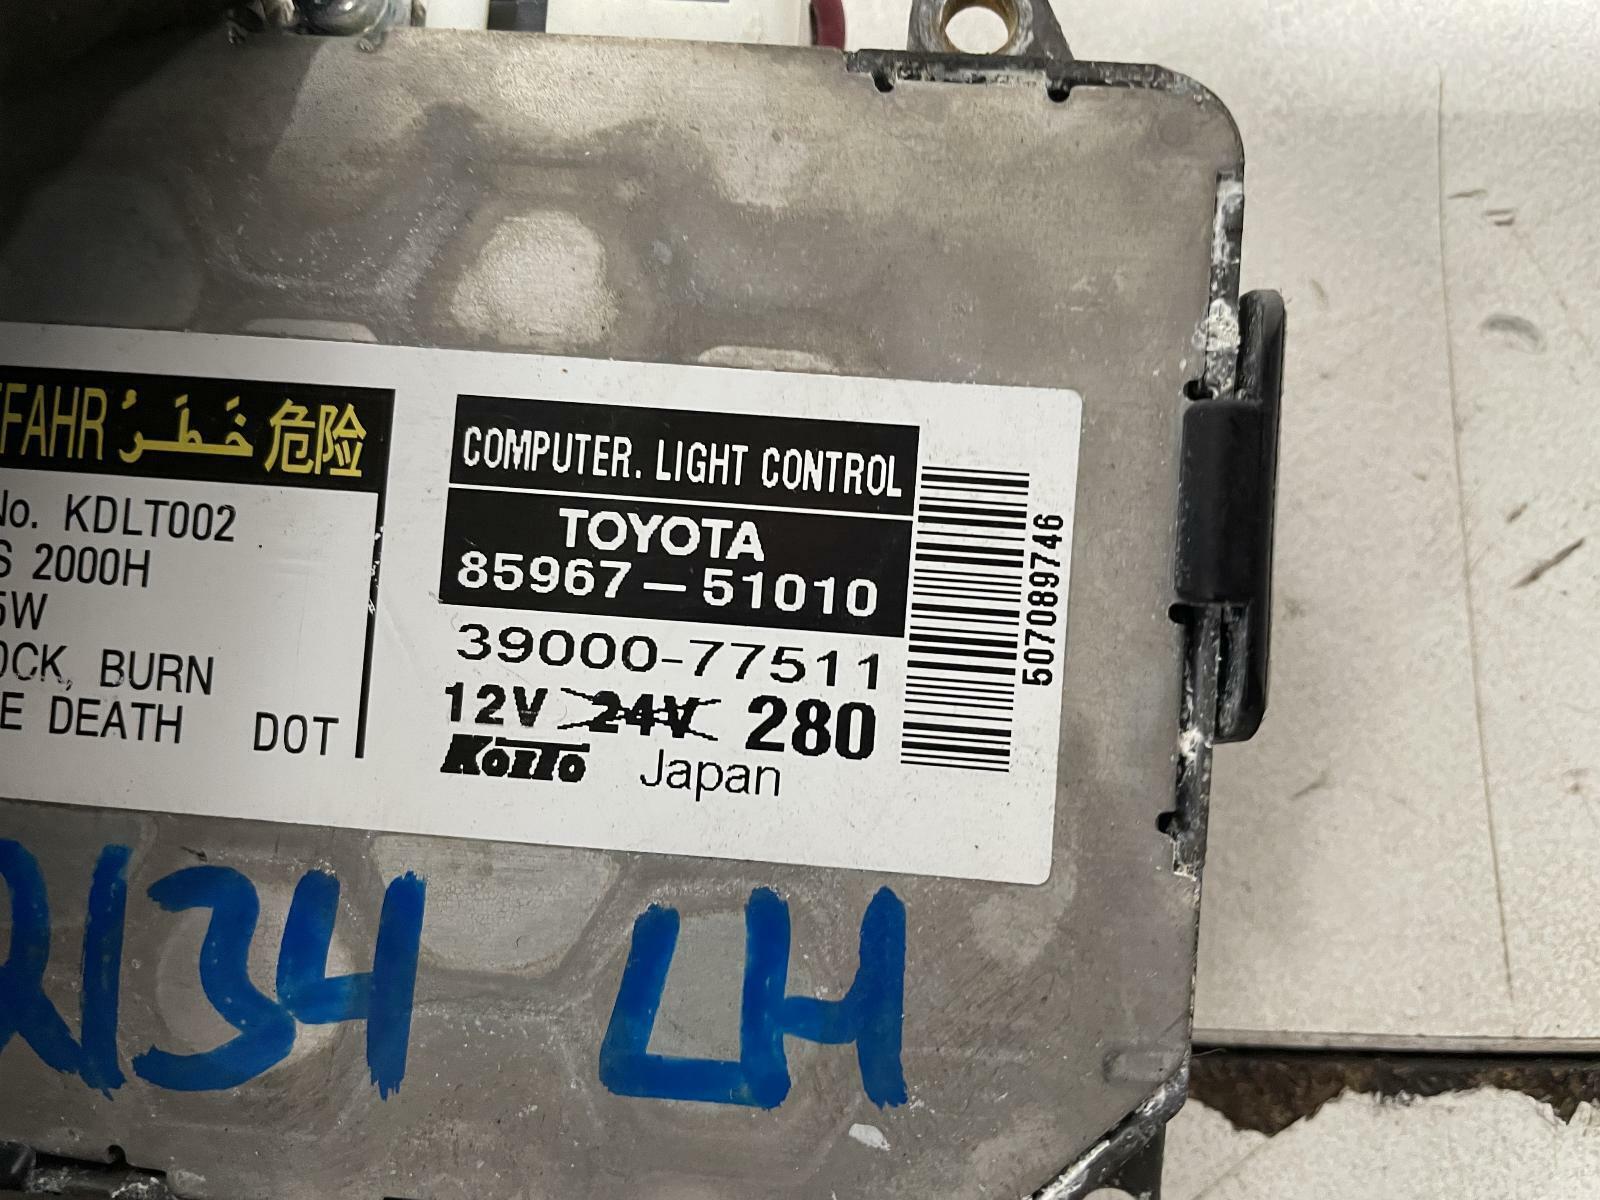 FAHR خَطَرُ 危险
No. KDLT002
S 2000H
5W
OCK, BURN
E DEATH DOT
COMPUTER. LIGHT CONTROL
TOYOTA
85967-51010
39000-77511
12V 24V 280
KOITO Japan
507089746
2134 LH